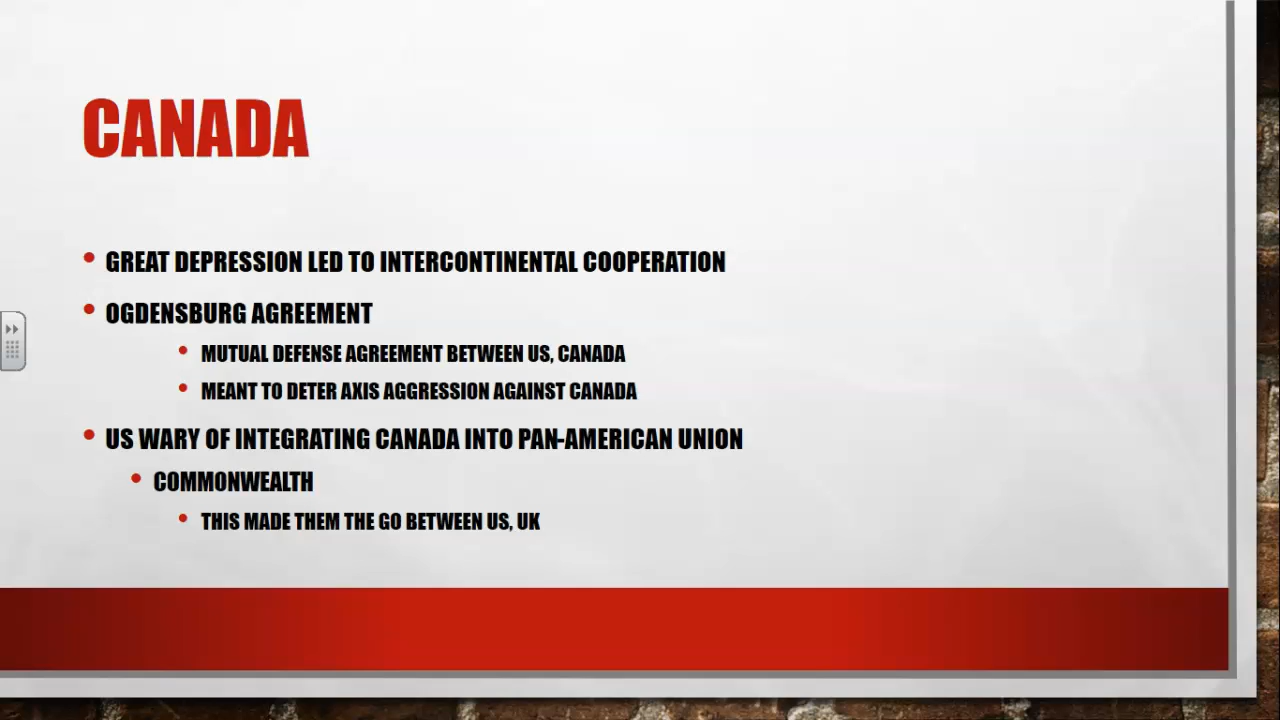 CANADA
GREAT DEPRESSION LED TO INTERCONTINENTAL COOPERATION
OGDENSBURG AGREEMENT
MUTUAL DEFENSE AGREEMENT BETWEEN US, CANADA
MEANT TO DETER AXIS AGGRESSION AGAINST CANADA
US WARY OF INTEGRATING CANADA INTO PAN-AMERICAN UNION
COMMONWEALTH
THIS MADE THEM THE GO BETWEEN US, UK